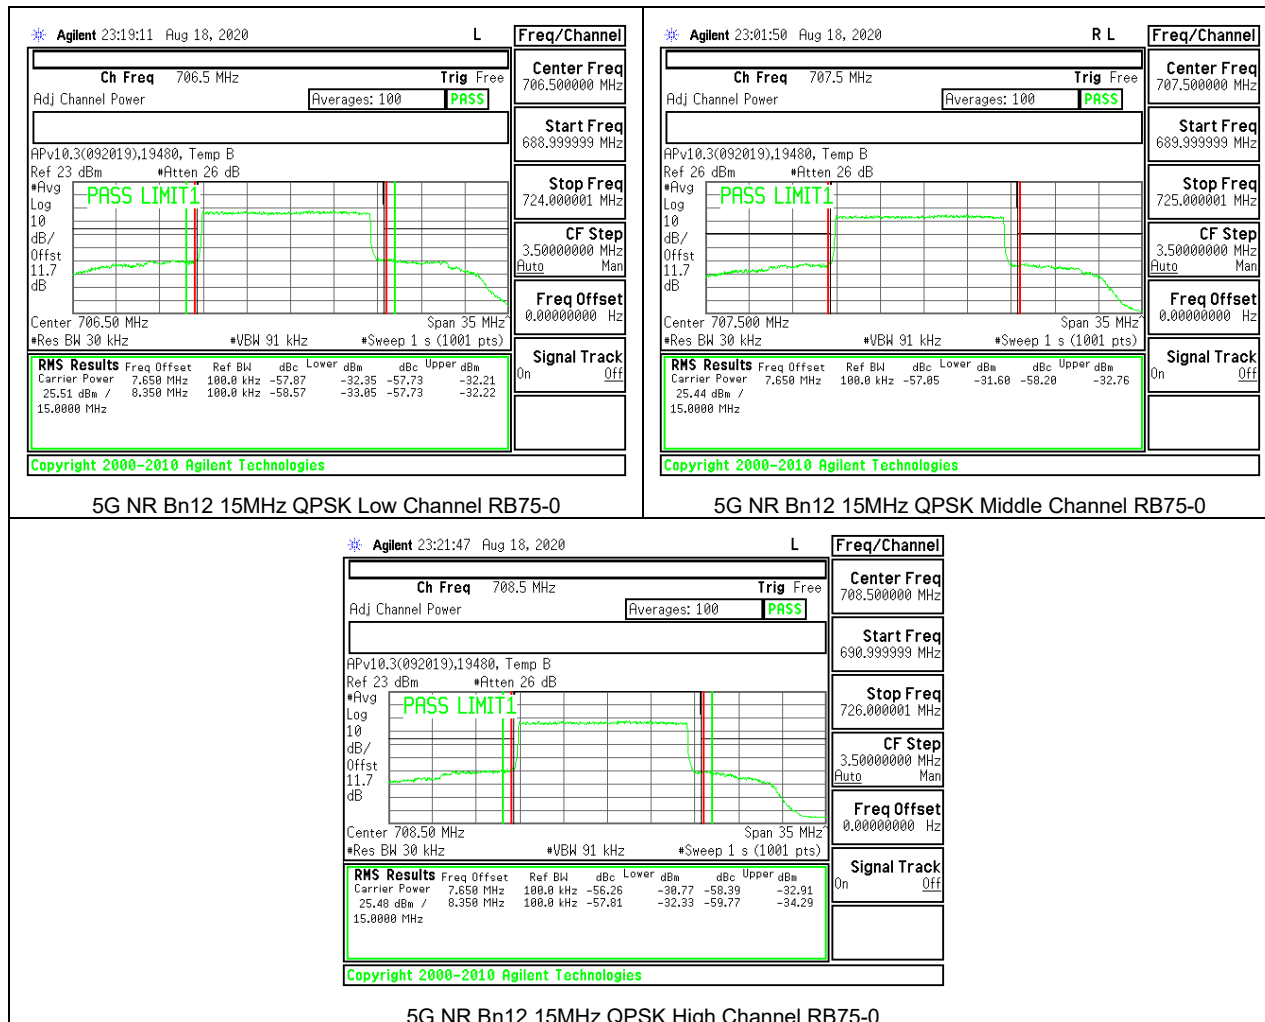 Agilent 23:19:11 Aug 18, 2020 L Freq/Channel
Ch Freq 706.5 MHz Trig Free
Adj Channel Power Averages: 100 PASS
APv10.3(092019),19480, Temp B
Ref 23 dBm #Atten 26 dB
#Avg
Log
10
dB/
Offst
11.7
dB
PASS LIMIT1
Center 706.50 MHz Span 35 MHz^
#Res BW 30 kHz #VBW 91 kHz #Sweep 1 s (1001 pts)
RMS Results Freq Offset Ref BW dBc Lower dBm dBc Upper dBm
Carrier Power 7.650 MHz 100.0 kHz -57.87 -32.35 -57.73 -32.21
25.51 dBm / 8.350 MHz 100.0 kHz -58.57 -33.05 -57.73 -32.22
15.0000 MHz
Center Freq
706.500000 MHz
Start Freq
688.999999 MHz
Stop Freq
724.000001 MHz
CF Step
3.50000000 MHz
Auto Man
Freq Offset
0.00000000 Hz
Signal Track
On Off
Copyright 2000-2010 Agilent Technologies
5G NR Bn12 15MHz QPSK Low Channel RB75-0
Agilent 23:01:50 Aug 18, 2020 R L Freq/Channel
Ch Freq 707.5 MHz Trig Free
Adj Channel Power Averages: 100 PASS
APv10.3(092019),19480, Temp B
Ref 26 dBm #Atten 26 dB
#Avg
Log
10
dB/
Offst
11.7
dB
PASS LIMIT1
Center 707.500 MHz Span 35 MHz^
#Res BW 30 kHz #VBW 91 kHz #Sweep 1 s (1001 pts)
RMS Results Freq Offset Ref BW dBc Lower dBm dBc Upper dBm
Carrier Power 7.650 MHz 100.0 kHz -57.05 -31.60 -58.20 -32.76
25.44 dBm /
15.0000 MHz
Center Freq
707.500000 MHz
Start Freq
689.999999 MHz
Stop Freq
725.000001 MHz
CF Step
3.50000000 MHz
Auto Man
Freq Offset
0.00000000 Hz
Signal Track
On Off
Copyright 2000-2010 Agilent Technologies
5G NR Bn12 15MHz QPSK Middle Channel RB75-0
Agilent 23:21:47 Aug 18, 2020 L Freq/Channel
Ch Freq 708.5 MHz Trig Free
Adj Channel Power Averages: 100 PASS
APv10.3(092019),19480, Temp B
Ref 23 dBm #Atten 26 dB
#Avg
Log
10
dB/
Offst
11.7
dB
PASS LIMIT1
Center 708.50 MHz Span 35 MHz^
#Res BW 30 kHz #VBW 91 kHz #Sweep 1 s (1001 pts)
RMS Results Freq Offset Ref BW dBc Lower dBm dBc Upper dBm
Carrier Power 7.650 MHz 100.0 kHz -56.26 -30.77 -58.39 -32.91
25.48 dBm / 8.350 MHz 100.0 kHz -57.81 -32.33 -59.77 -34.29
15.0000 MHz
Center Freq
708.500000 MHz
Start Freq
690.999999 MHz
Stop Freq
726.000001 MHz
CF Step
3.50000000 MHz
Auto Man
Freq Offset
0.00000000 Hz
Signal Track
On Off
Copyright 2000-2010 Agilent Technologies
5G NR Bn12 15MHz QPSK High Channel RB75-0